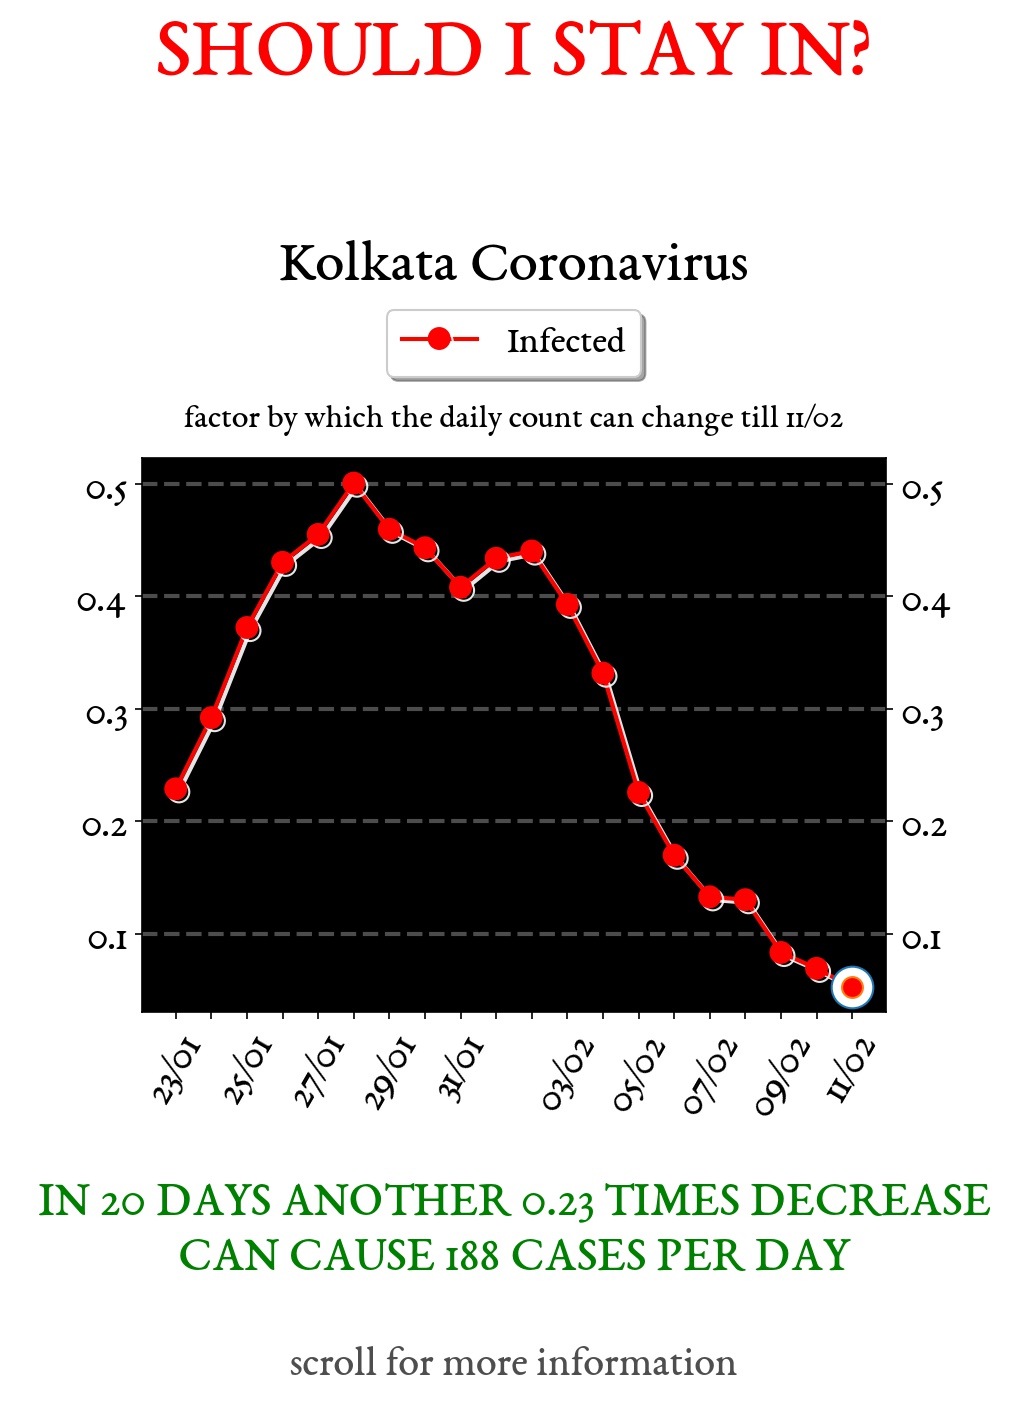 SHOULD I STAY IN?
Kolkata Coronavirus
Infected
factor by which the daily count can change till 11/02
0.5 0.5
0.4 0.4
0.3 0.3
0.2 0.2
0.1 0.1
23/01 25/01 27/01 29/01 31/01 03/02 05/02 07/02 09/02 11/02
IN 20 DAYS ANOTHER 0.23 TIMES DECREASE
CAN CAUSE 188 CASES PER DAY
scroll for more information